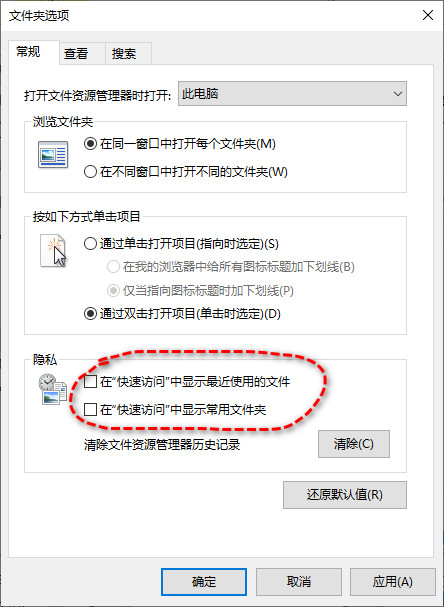 文件夹选项
常规
查看
搜索
打开文件资源管理器时打开:
此电脑
浏览文件夹
在同一窗口中打开每个文件夹(M)
在不同窗口中打开不同的文件夹(W)
按如下方式单击项目
通过单击打开项目(指向时选定)(S)
在我的浏览器中给所有图标标题加下划线(B)
仅当指向图标标题时加下划线(P)
通过双击打开项目(单击时选定)(D)
隐私
在"快速访问"中显示最近使用的文件
在"快速访问"中显示常用文件夹
清除文件资源管理器历史记录
清除(C)
还原默认值(R)
确定
取消
应用(A)